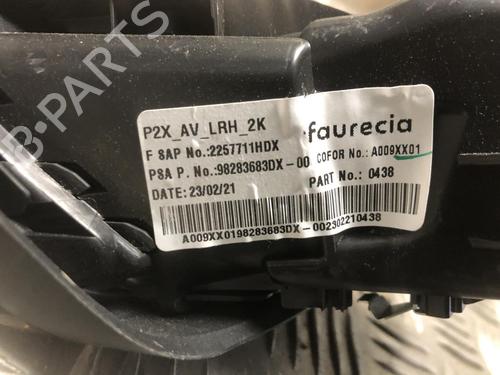 B-PARTS
P2X_AV_LRH_2K
faurecia
F SAP No.:2257711HDX
PSA P. No.:98283683DX-00 COFOR No.: A009XX01
DATE: 23/02/21 PART No.: 0438
A009XX0198283683DX-002302210438
B-PARTS